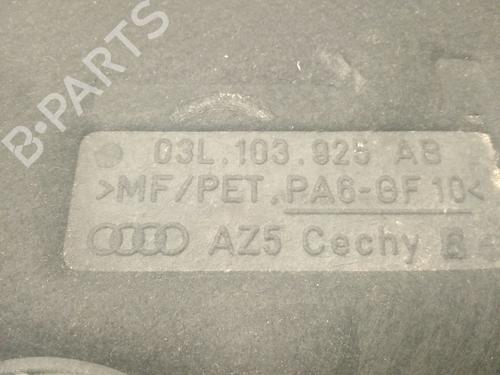 B-PARTS
03L.103.925 AB
>MF/PET.PA6-GF10<
AZ5 Cechy